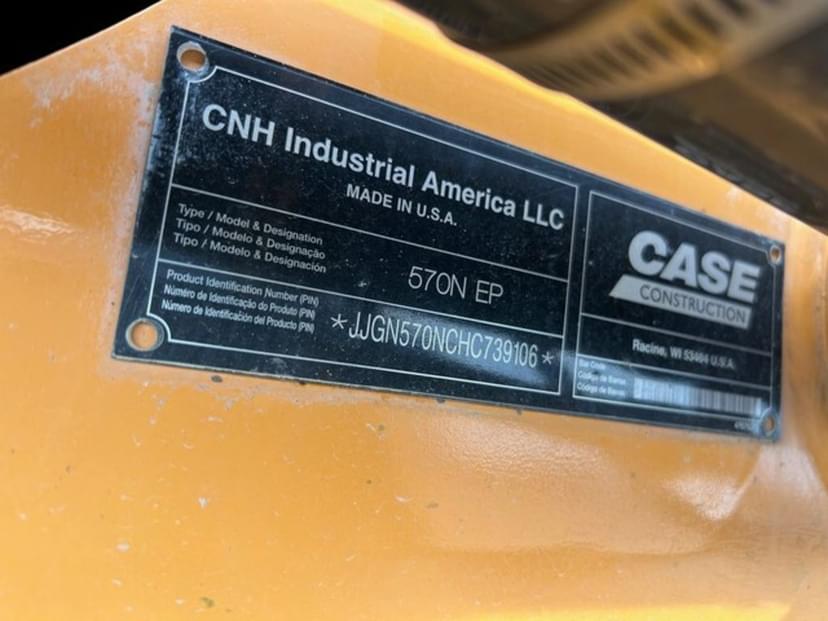 CNH Industrial America LLC
MADE IN U.S.A.
Type / Model & Designation
Tipo / Modelo & Designação
Tipo / Modelo & Designación
570N EP
Product Identification Number (PIN)
Número de Identificação do Produto (PIN)
Número de Identificación del Producto (PIN)
*JJGN570NCHC739106*
CASE
CONSTRUCTION
Racine, WI 53404 U.S.A.
Bar Code
Código de Barras
Código de Barras